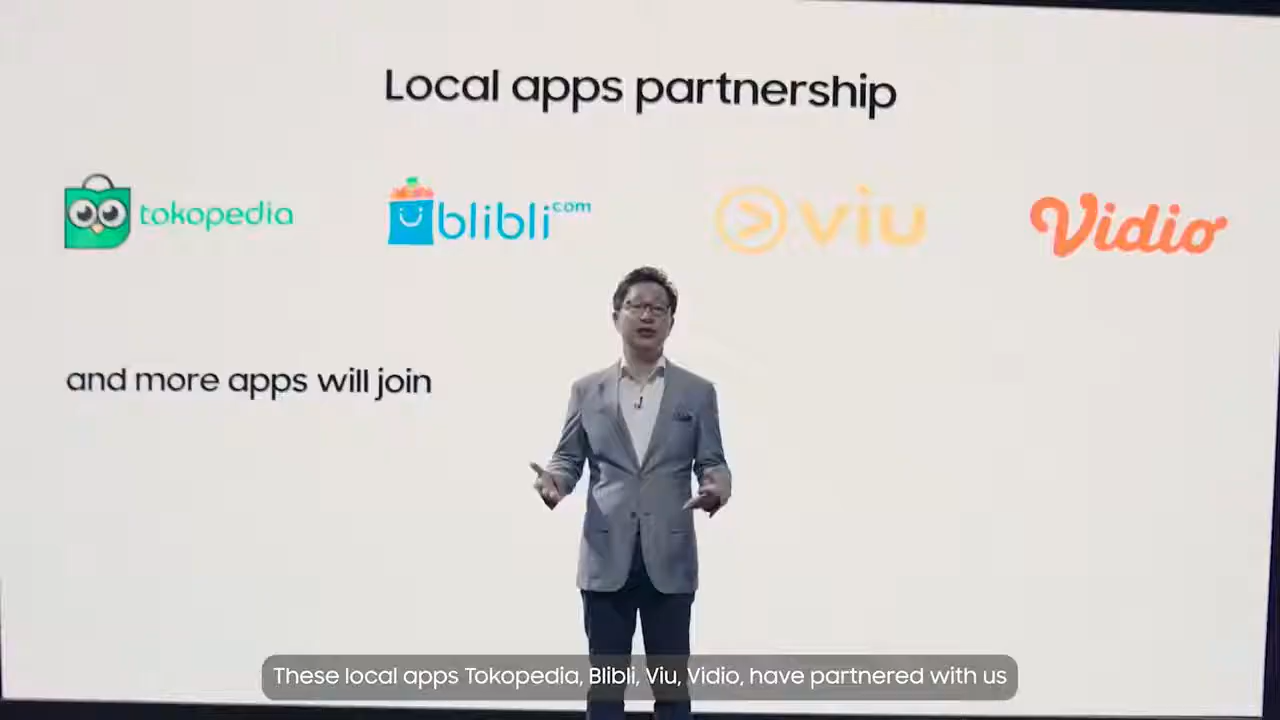 Local apps partnership
tokopedia
blibli.com
viu
Vidio
and more apps will join
These local apps Tokopedia, Blibli, Viu, Vidio, have partnered with us